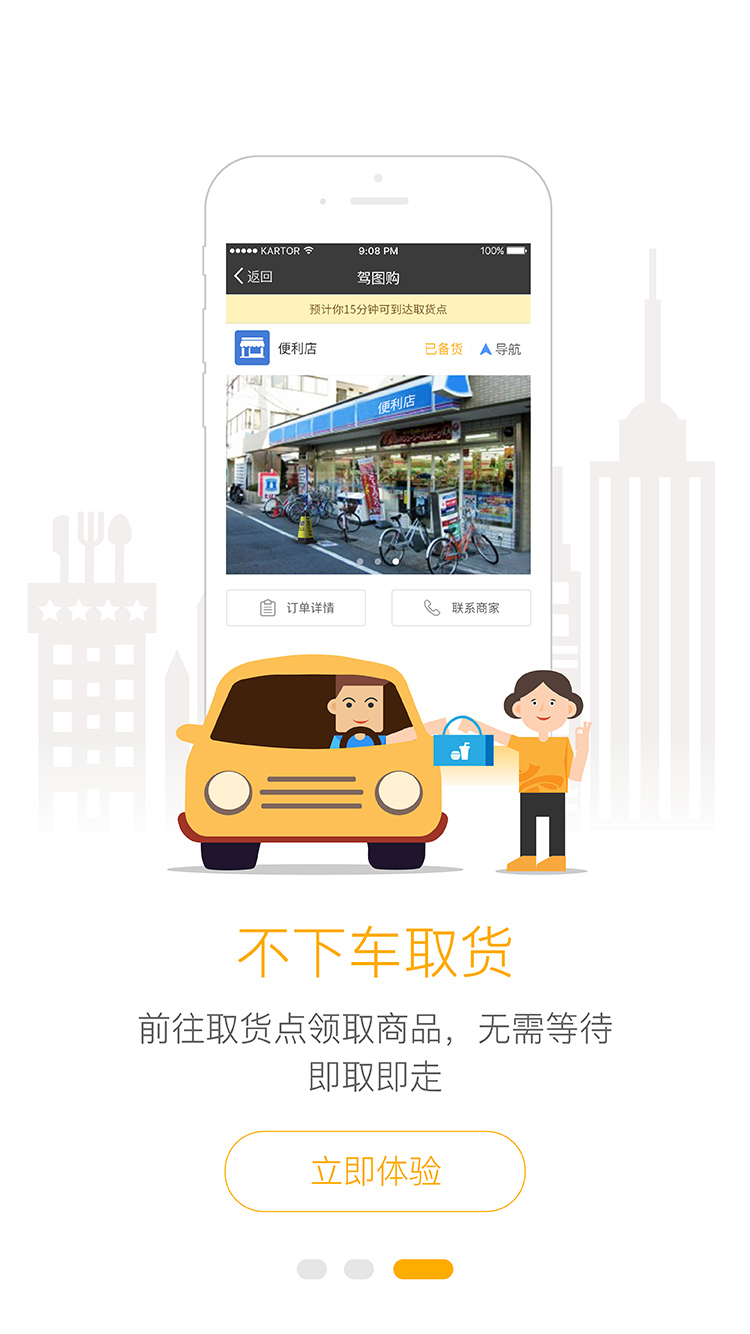 KARTOR 9:08 PM 100%
返回 驾图购
预计你15分钟可到达取货点
便利店 已备货 导航
便利店
订单详情 联系商家
不下车取货
前往取货点领取商品，无需等待
即取即走
立即体验